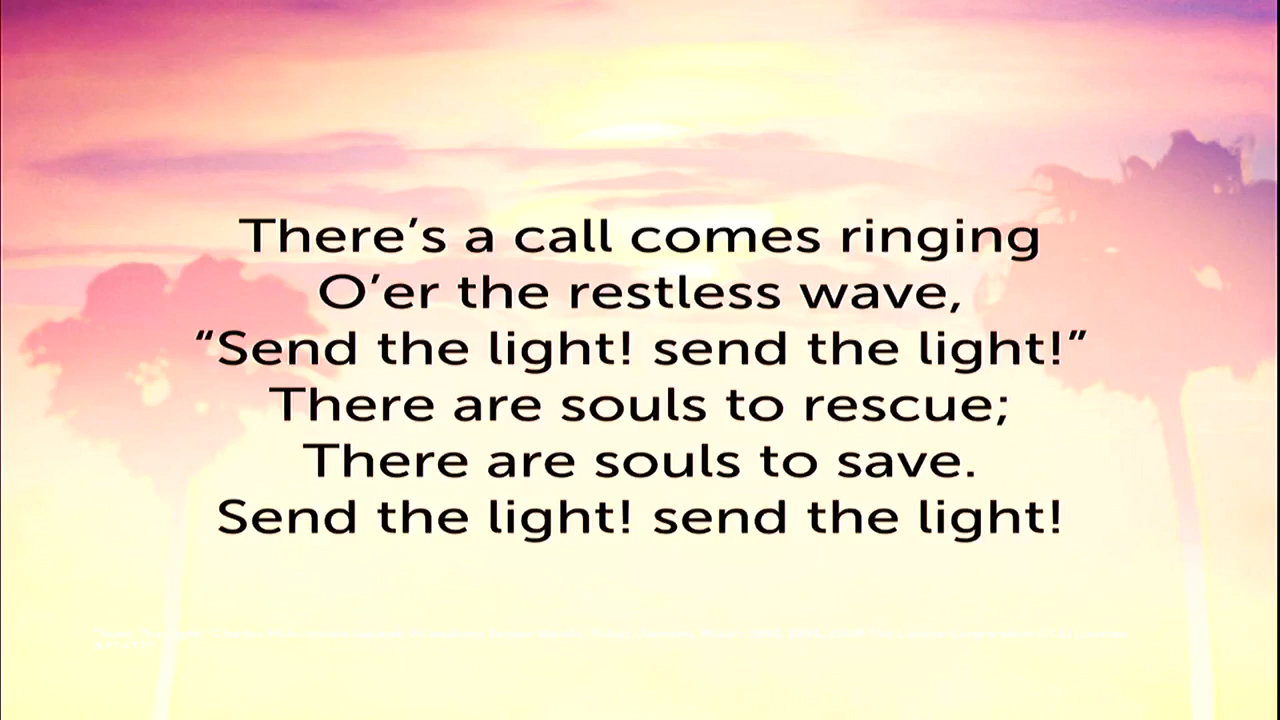 There’s a call comes ringing
O’er the restless wave,
“Send the light! send the light!”
There are souls to rescue;
There are souls to save.
Send the light! send the light!